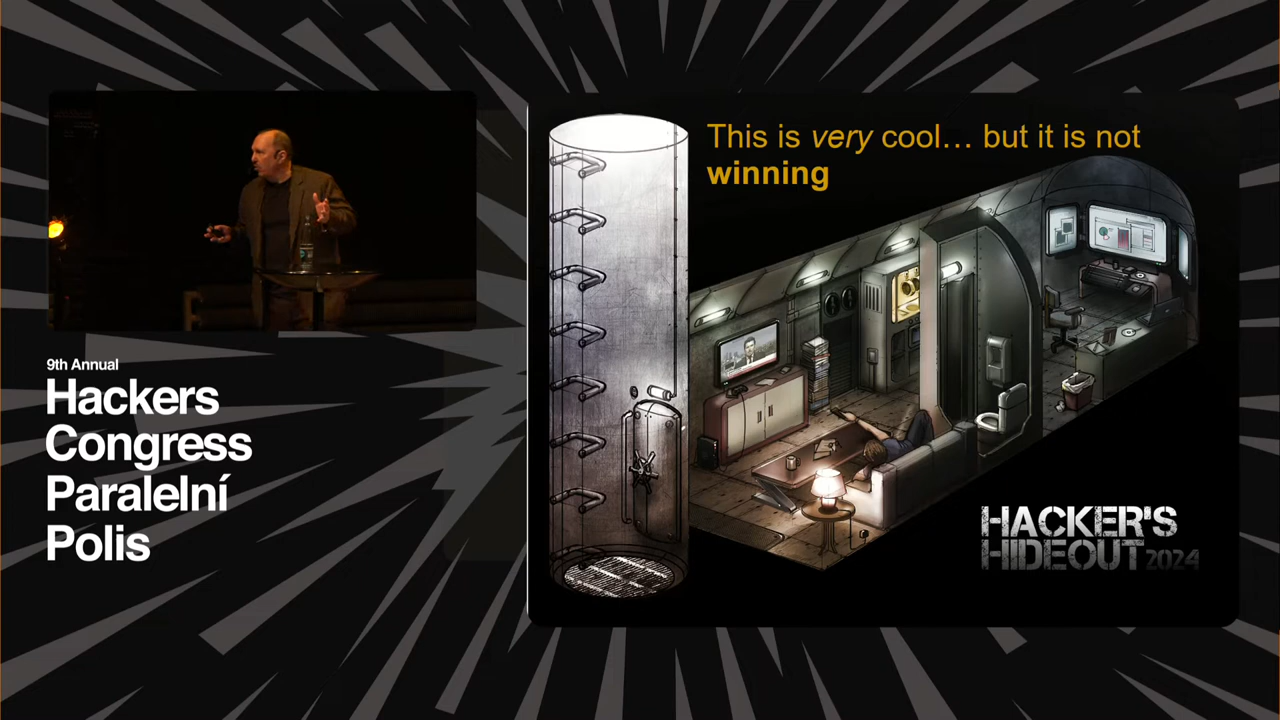 9th Annual
Hackers
Congress
Paralelní
Polis
This is very cool… but it is not
winning
HACKER'S
HIDEOUT 2024